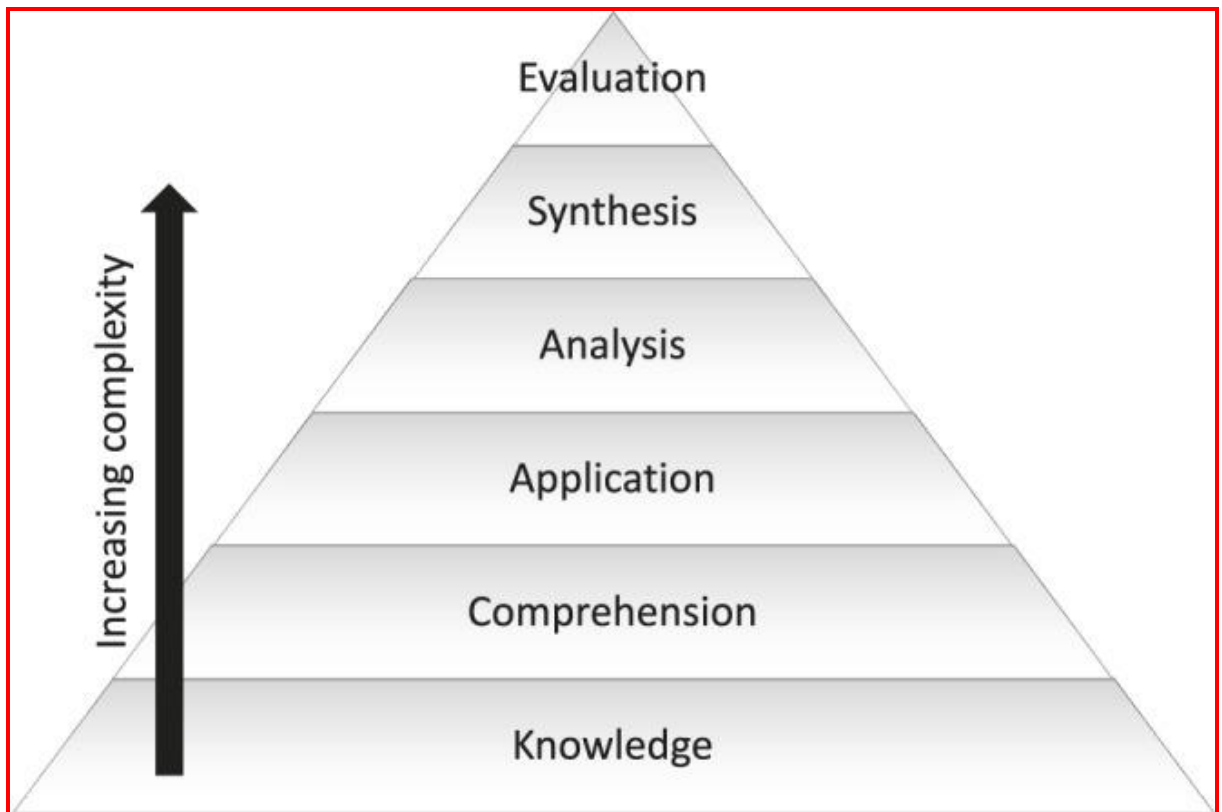 Evaluation
Synthesis
Analysis
Application
Comprehension
Knowledge
Increasing complexity